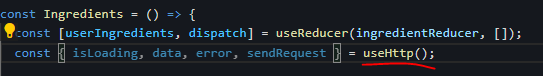 const Ingredients = () => {
const [userIngredients, dispatch] = useReducer(ingredientReducer, []);
const { isLoading, data, error, sendRequest } = useHttp();